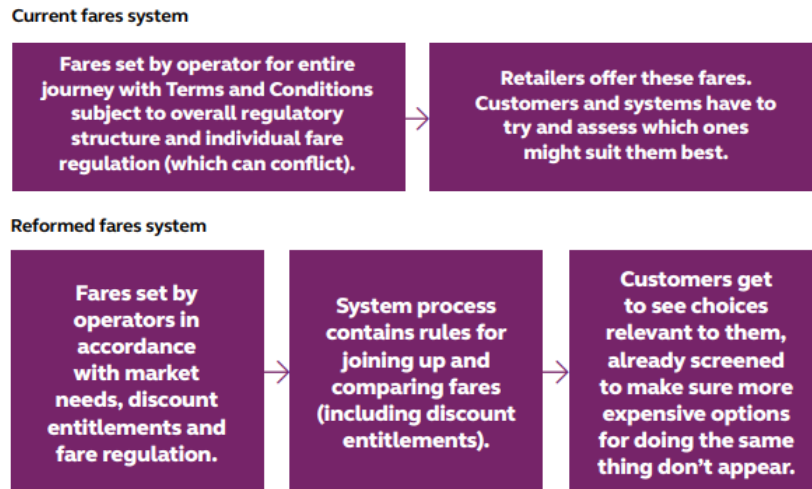 Current fares system
Fares set by operator for entire
journey with Terms and Conditions
subject to overall regulatory
structure and individual fare
regulation (which can conflict).
Retailers offer these fares.
Customers and systems have to
try and assess which ones
might suit them best.
Reformed fares system
Fares set by
operators in
accordance
with market
needs, discount
entitlements and
fare regulation.
System process
contains rules for
joining up and
comparing fares
(including discount
entitlements).
Customers get
to see choices
relevant to them,
already screened
to make sure more
expensive options
for doing the same
thing don’t appear.